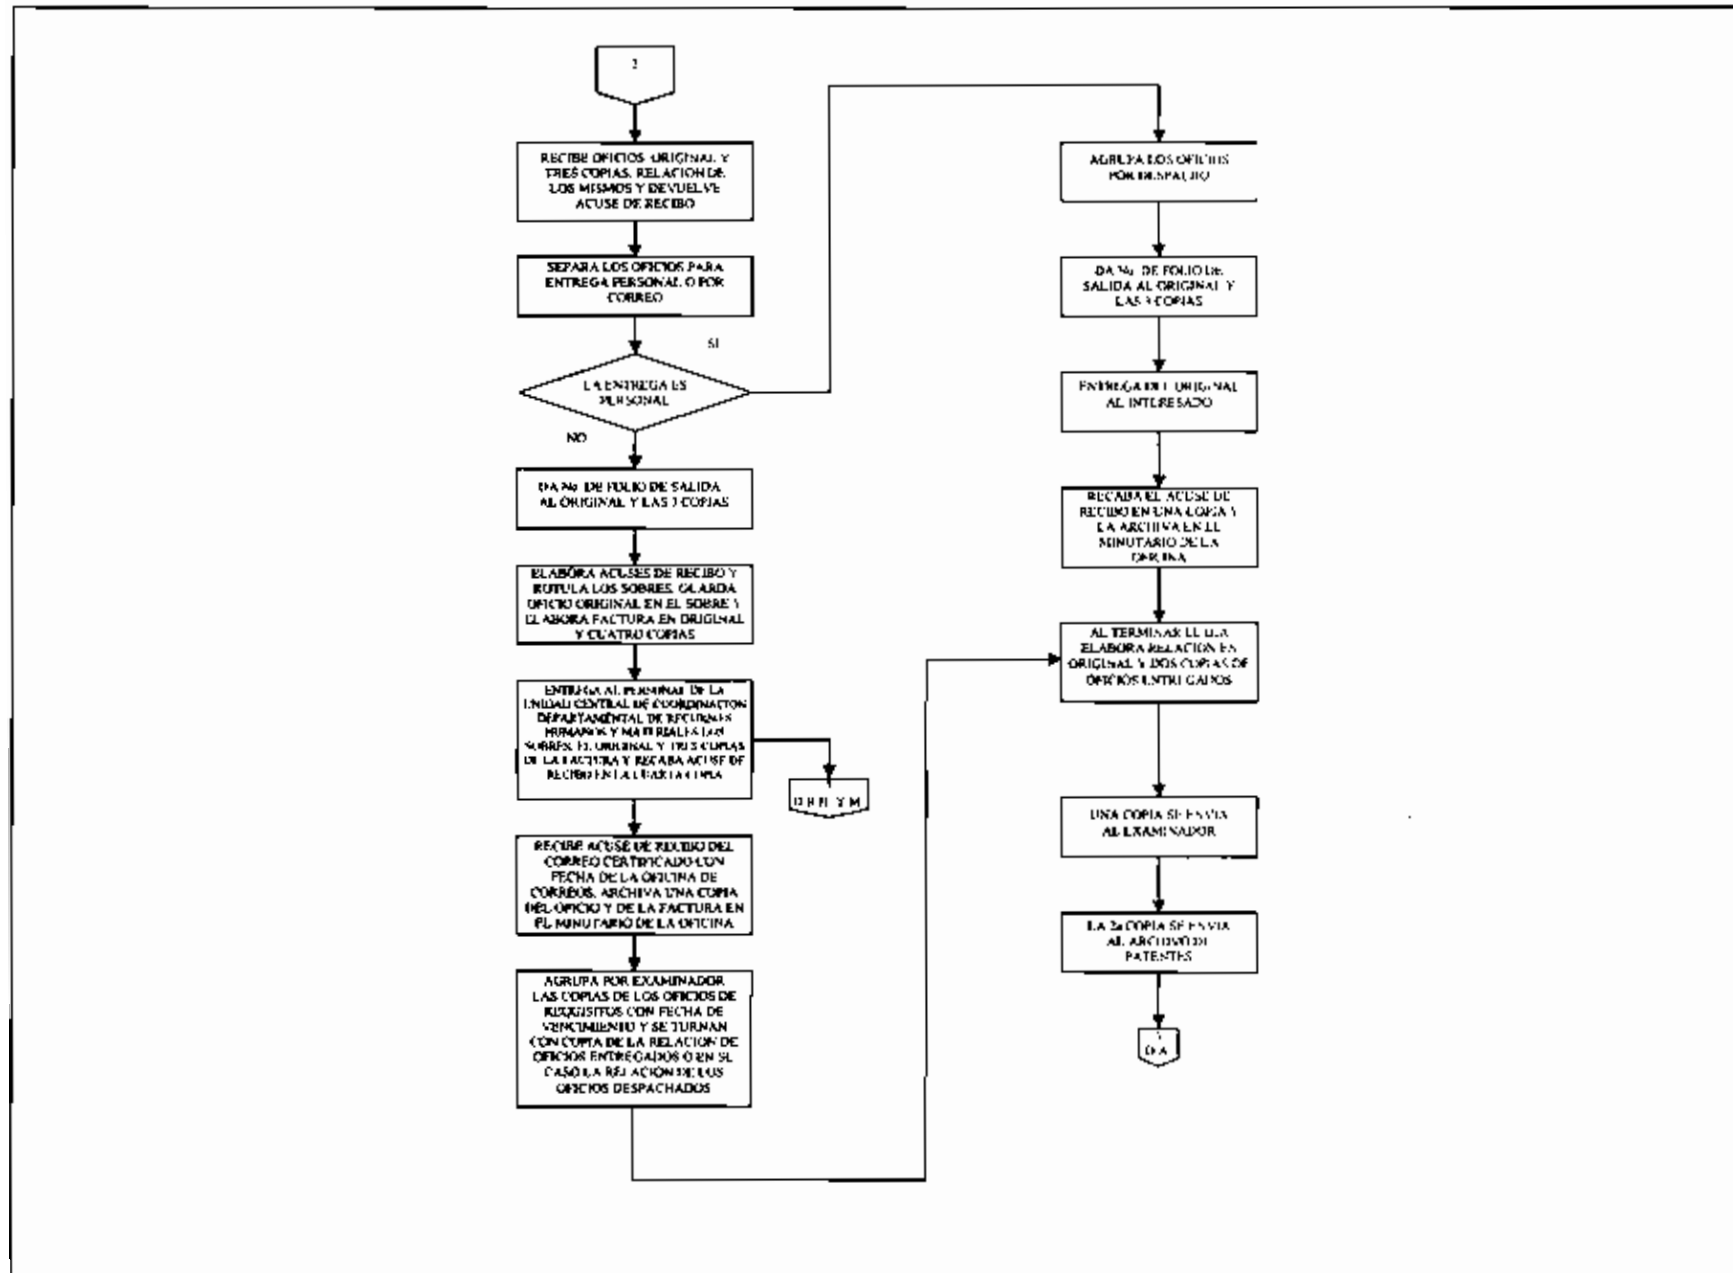 2
RECIBE OFICIOS ORIGINAL Y
TRES COPIAS, RELACION DE
LOS MISMOS Y DEVUELVE
ACUSE DE RECIBO
SEPARA LOS OFICIOS PARA
ENTREGA PERSONAL O POR
CORREO
SI
LA ENTREGA ES
PERSONAL
NO
DA No. DE FOLIO DE SALIDA
AL ORIGINAL Y LAS 3 COPIAS
ELABORA ACUSES DE RECIBO Y
ROTULA LOS SOBRES, GUARDA
OFICIO ORIGINAL EN EL SOBRE Y
ELABORA FACTURA EN ORIGINAL
Y CUATRO COPIAS
ENTREGA AL PERSONAL DE LA
UNIDAD CENTRAL DE COORDINACION
DEPARTAMENTAL DE RECURSOS
HUMANOS Y MATERIALES LOS
SOBRES, EL ORIGINAL Y TRES COPIAS
DE LA FACTURA Y RECABA ACUSE DE
RECIBO EN LA CUARTA COPIA
D R H Y M
RECIBE ACUSE DE RECIBO DEL
CORREO CERTIFICADO CON
FECHA DE LA OFICINA DE
CORREOS, ARCHIVA UNA COPIA
DEL OFICIO Y DE LA FACTURA EN
EL MINUTARIO DE LA OFICINA
AGRUPA POR EXAMINADOR
LAS COPIAS DE LOS OFICIOS DE
REQUISITOS CON FECHA DE
VENCIMIENTO Y SE TURNAN
CON COPIA DE LA RELACION DE
OFICIOS ENTREGADOS O EN SU
CASO LA RELACION DE LOS
OFICIOS DESPACHADOS
AGRUPA LOS OFICIOS
POR DESPACHO
DA No. DE FOLIO DE
SALIDA AL ORIGINAL Y
LAS 3 COPIAS
ENTREGA DEL ORIGINAL
AL INTERESADO
RECABA EL ACUSE DE
RECIBO EN UNA COPIA Y
LA ARCHIVA EN EL
MINUTARIO DE LA
OFICINA
AL TERMINAR EL DIA
ELABORA RELACION EN
ORIGINAL Y DOS COPIAS DE
OFICIOS ENTREGADOS
UNA COPIA SE ENVIA
AL EXAMINADOR
LA 2a COPIA SE ENVIA
AL ARCHIVO DE
PATENTES
D A